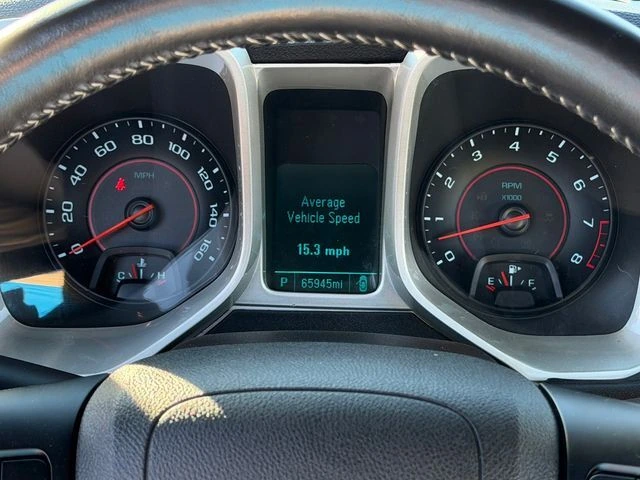 0 20 40 60 80 100 120 140 160
MPH
C H
Average
Vehicle Speed
15.3 mph
P 65945mi
0 1 2 3 4 5 6 7 8
RPM
X1000
E F